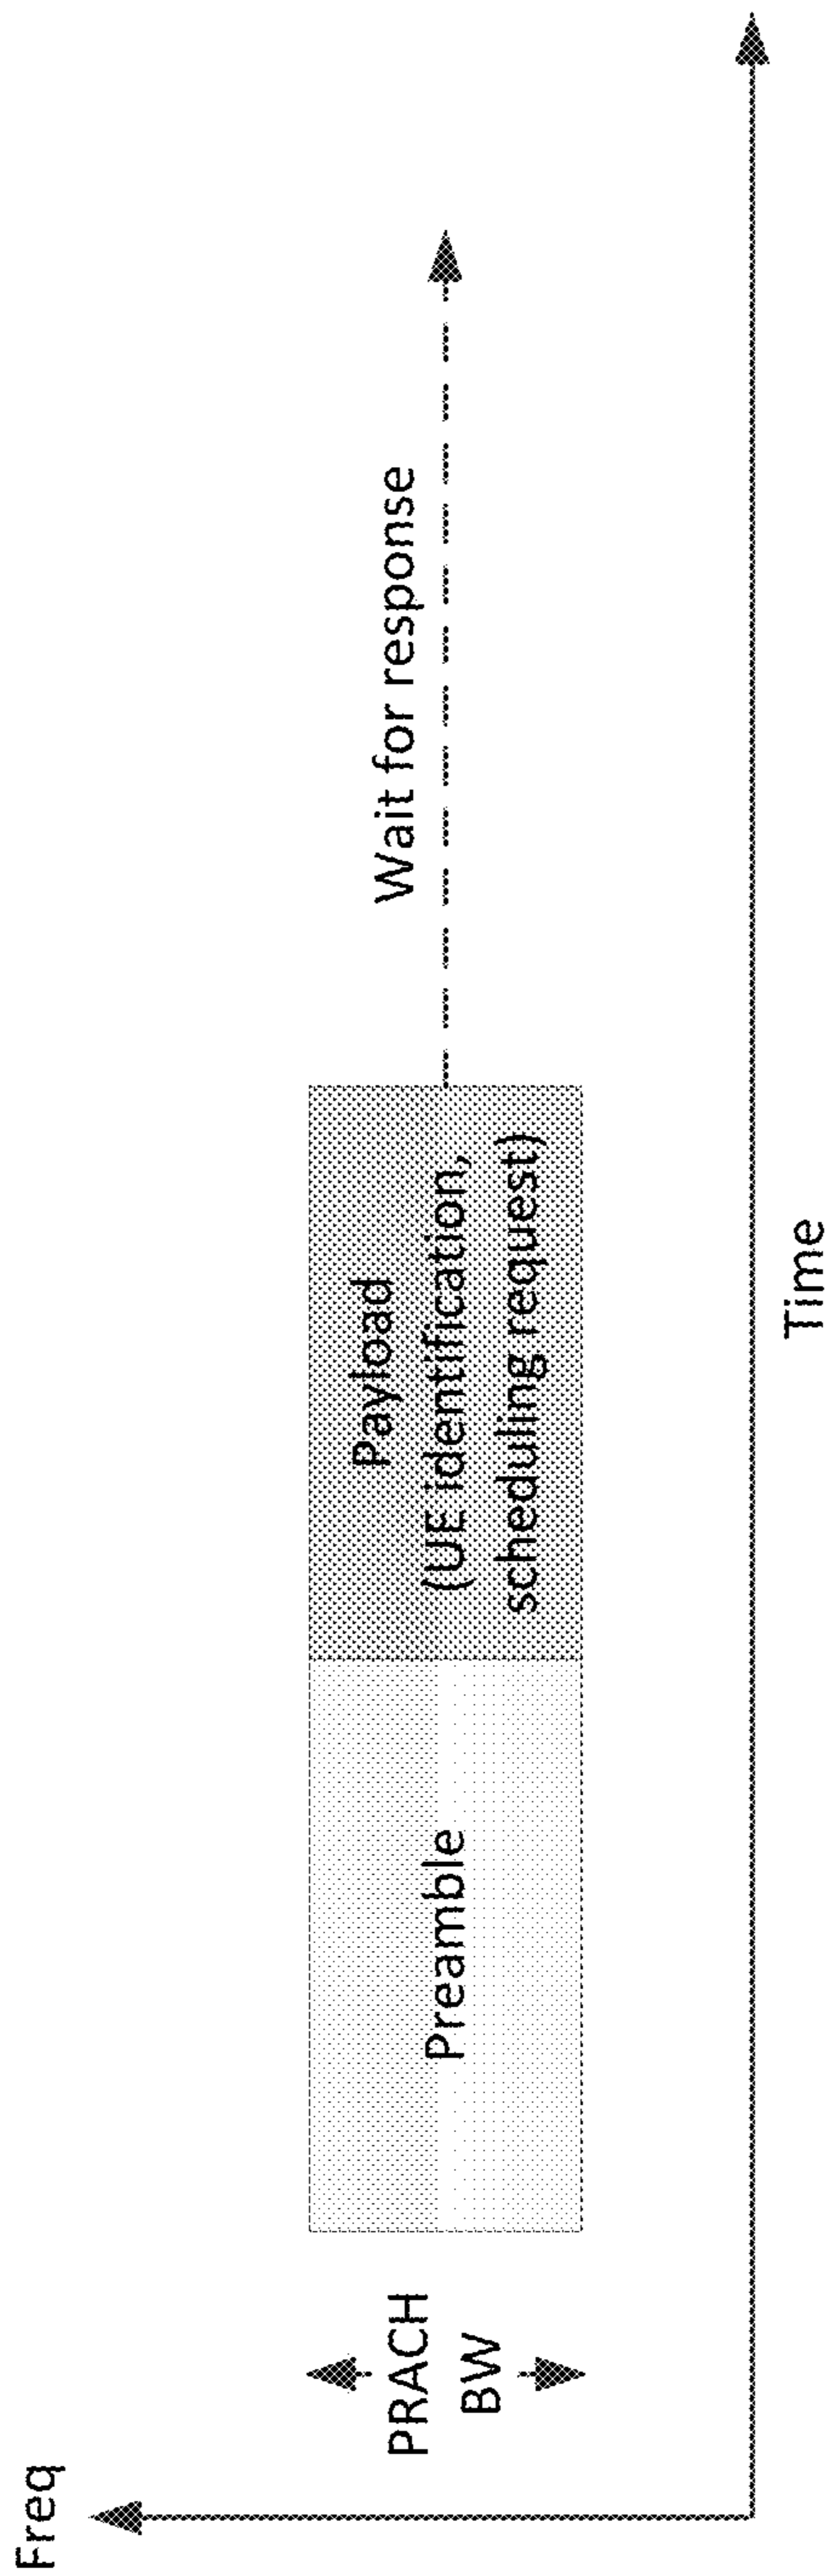 Freq
PRACH
BW
Preamble
Payload
(UE identification,
scheduling request)
Wait for response
Time